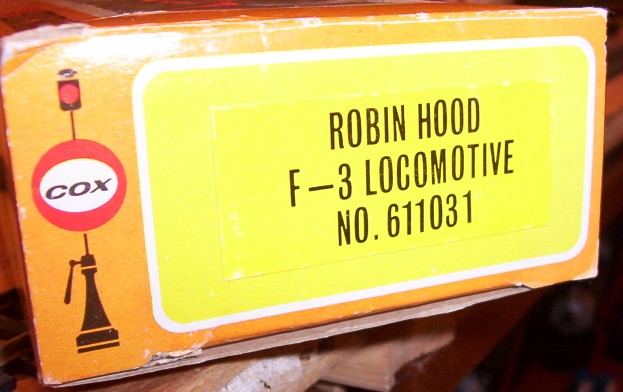 COX
ROBIN HOOD
F-3 LOCOMOTIVE
NO. 611031